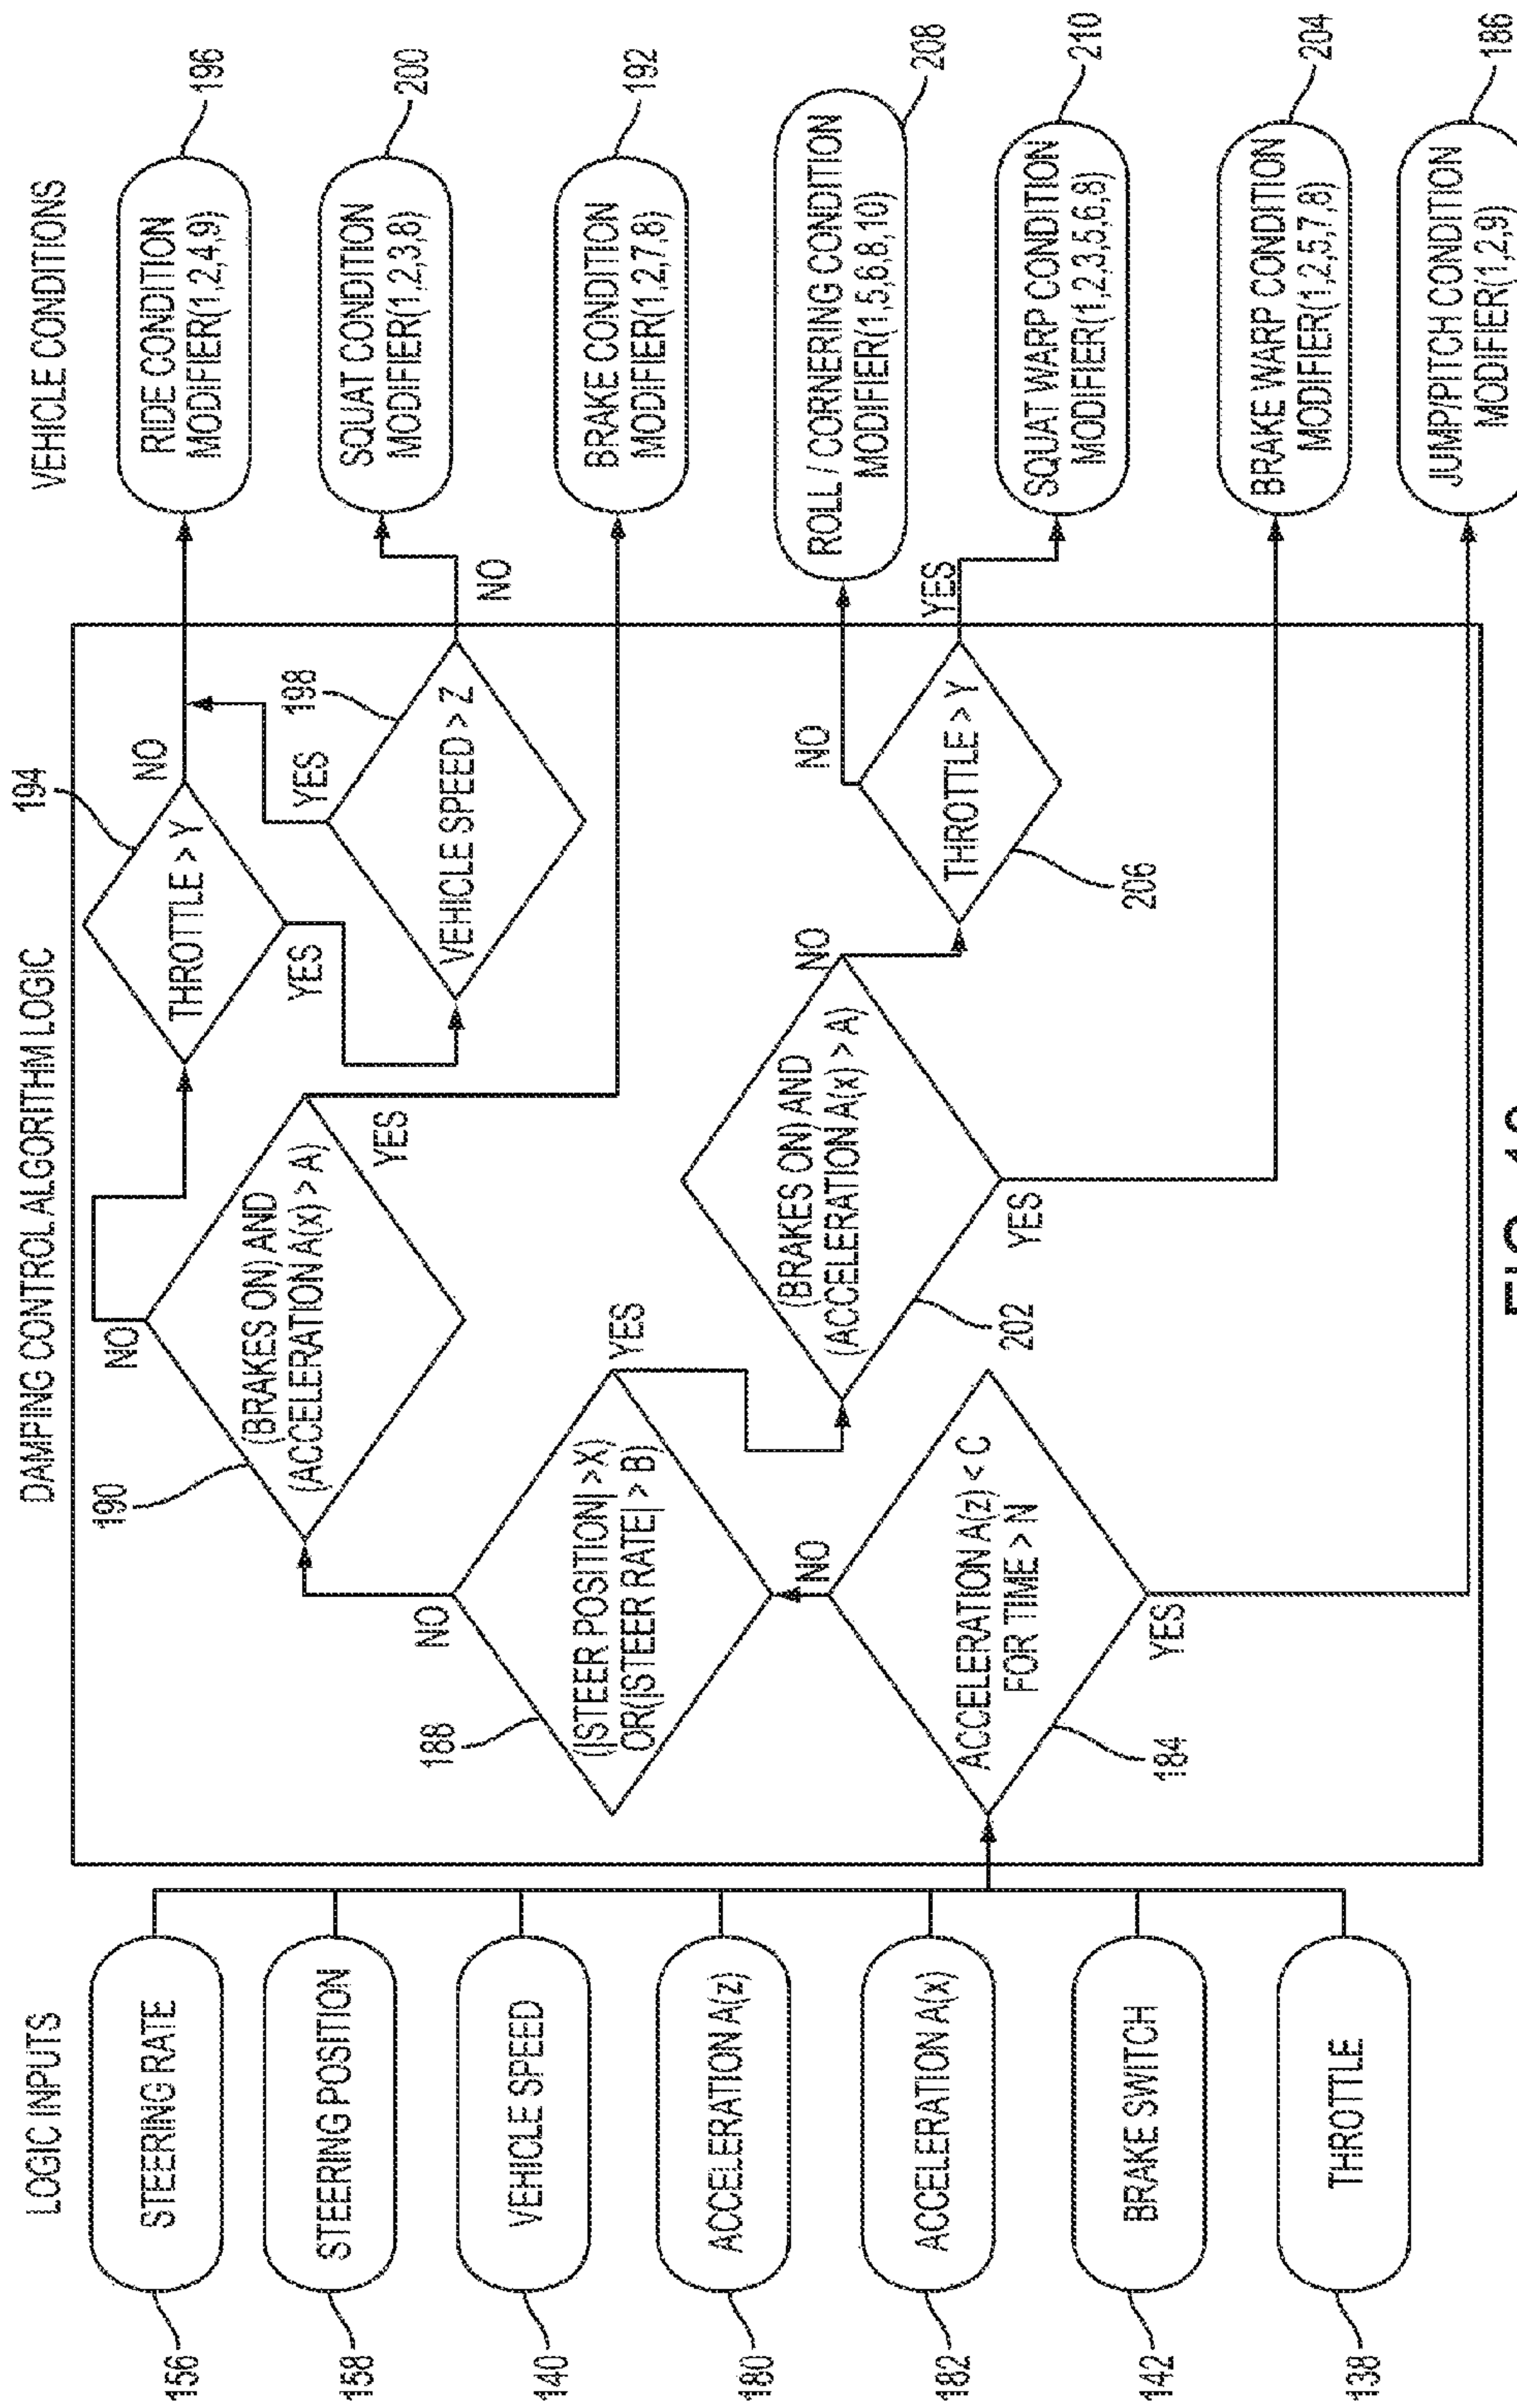 LOGIC INPUTS
DAMPING CONTROL ALGORITHM LOGIC
VEHICLE CONDITIONS
156
STEERING RATE
158
STEERING POSITION
140
VEHICLE SPEED
180
ACCELERATION A(z)
182
ACCELERATION A(x)
142
BRAKE SWITCH
138
THROTTLE
184
ACCELERATION A(z) < C
FOR TIME > N
NO
YES
188
(|STEER POSITION| >X)
OR(|STEER RATE| > B)
NO
YES
190
(BRAKES ON) AND
(ACCELERATION A(x) > A)
NO
YES
194
THROTTLE > Y
NO
YES
198
VEHICLE SPEED > Z
YES
NO
202
(BRAKES ON) AND
(ACCELERATION A(x) > A)
NO
YES
206
THROTTLE > Y
NO
YES
RIDE CONDITION
MODIFIER(1,2,4,9)
196
SQUAT CONDITION
MODIFIER(1,2,3,8)
200
BRAKE CONDITION
MODIFIER(1,2,7,8)
192
ROLL / CORNERING CONDITION
MODIFIER(1,5,6,8,10)
208
SQUAT WARP CONDITION
MODIFIER(1,2,3,5,6,8)
210
BRAKE WARP CONDITION
MODIFIER(1,2,5,7,8)
204
JUMP/PITCH CONDITION
MODIFIER(1,2,9)
186